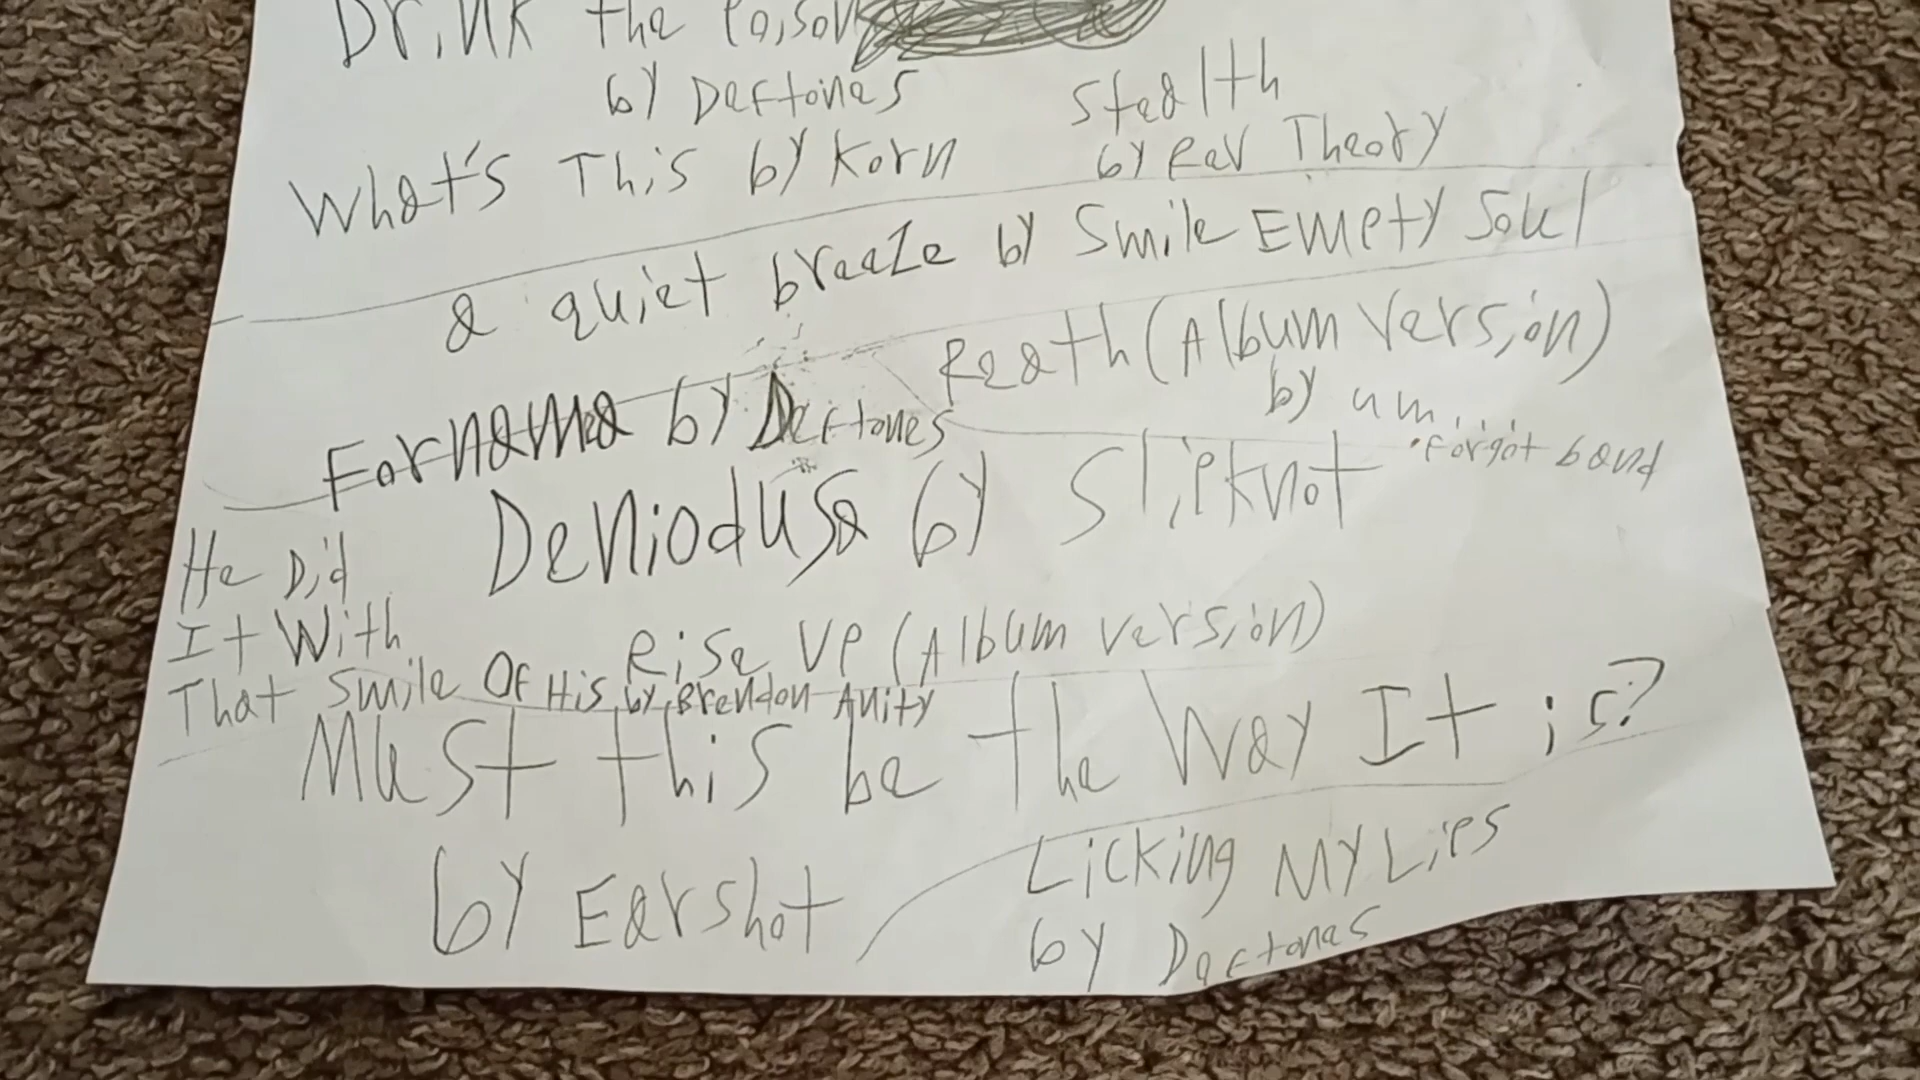 Drink the Poison
by Deftones
Stealth
by Rev Theory
What's This by Korn
a quiet breeze by Smile Empty Soul
Reath (Album Version)
by um...
forgot band
Fornama by Deftones
Deniodusa by Slipknot
He Did
It With
That Smile Of His by Brendon Anity
Rise Up (Album version)
Must this be the Way It is?
by Earshot
Licking My Lips
by Deftones